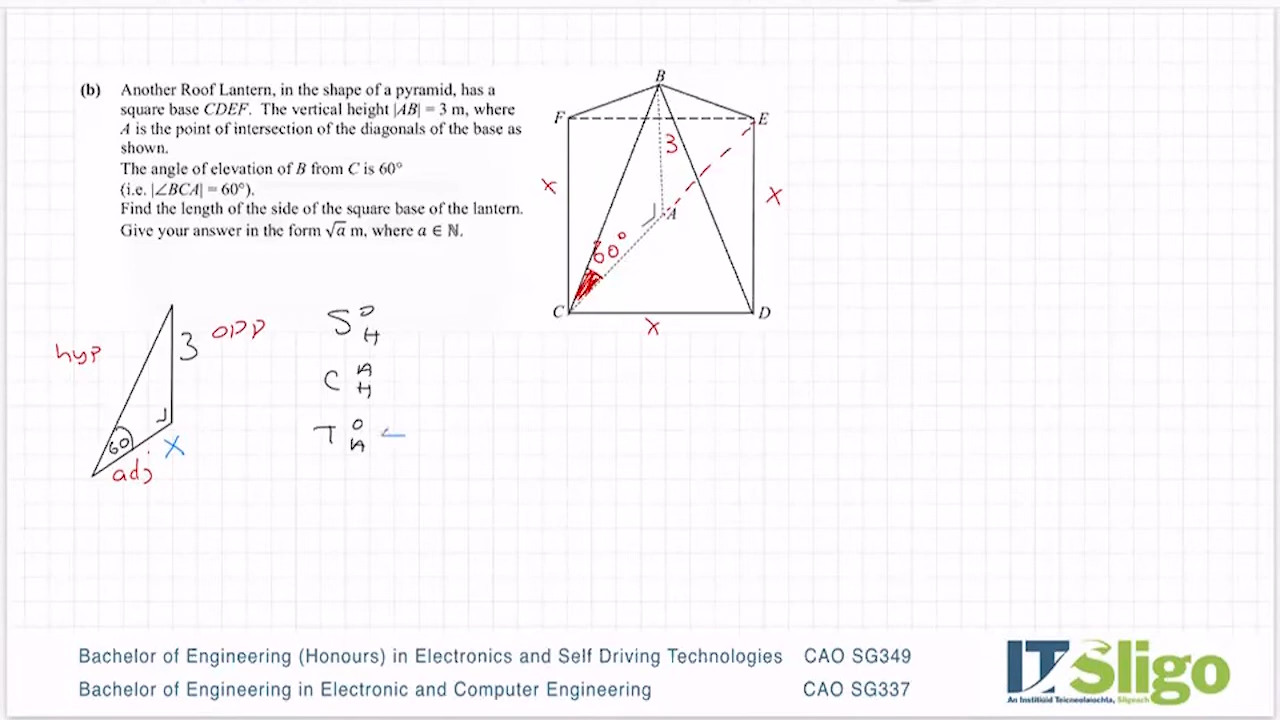 (b) Another Roof Lantern, in the shape of a pyramid, has a
square base CDEF. The vertical height |AB| = 3 m, where
A is the point of intersection of the diagonals of the base as
shown.
The angle of elevation of B from C is 60°
(i.e. |∠BCA| = 60°).
Find the length of the side of the square base of the lantern.
Give your answer in the form √a m, where a ∈ ℕ.
B
F
E
3
x
x
A
60°
C
D
x
hyp
3 opp
60
x
adj
S O
H
C A
H
T O
A
Bachelor of Engineering (Honours) in Electronics and Self Driving Technologies CAO SG349
Bachelor of Engineering in Electronic and Computer Engineering CAO SG337
IT Sligo
An Institiúid Teicneolaíochta, Sligeach